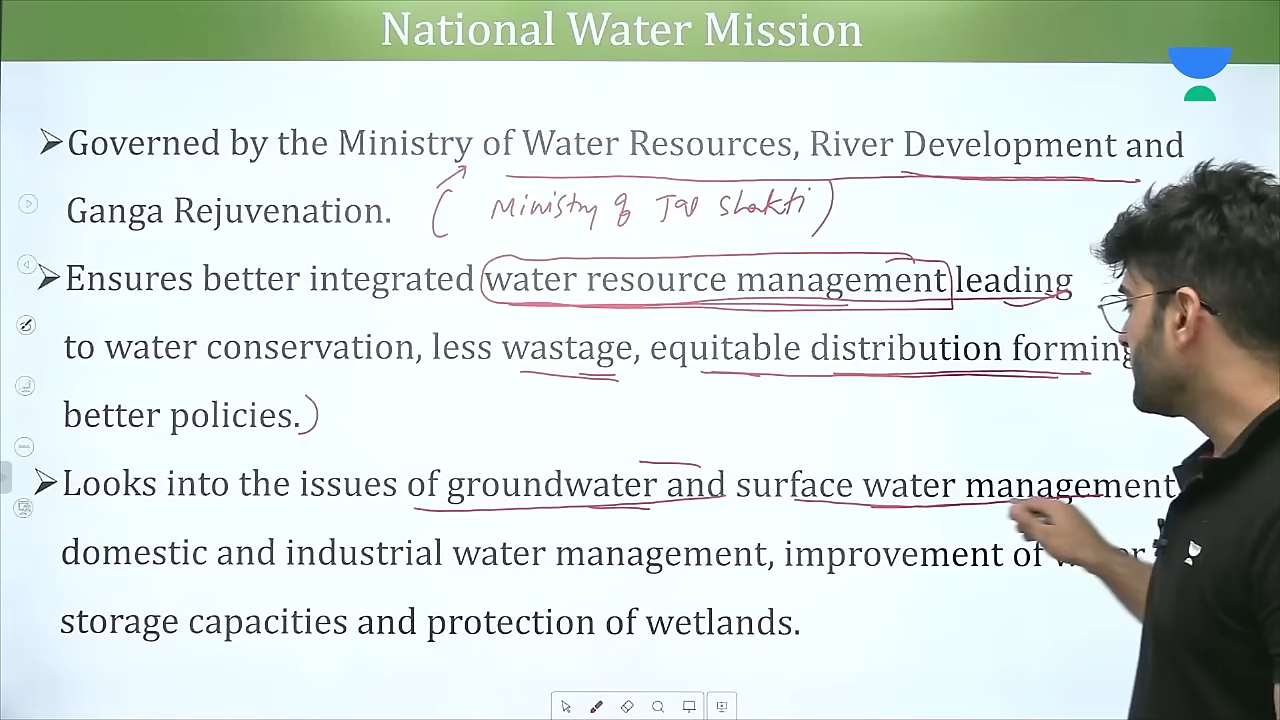 National Water Mission
➤Governed by the Ministry of Water Resources, River Development and
Ganga Rejuvenation. (Ministry of Jal Shakti)
➤Ensures better integrated water resource management leading
to water conservation, less wastage, equitable distribution forming
better policies.)
➤Looks into the issues of groundwater and surface water management
domestic and industrial water management, improvement of
storage capacities and protection of wetlands.